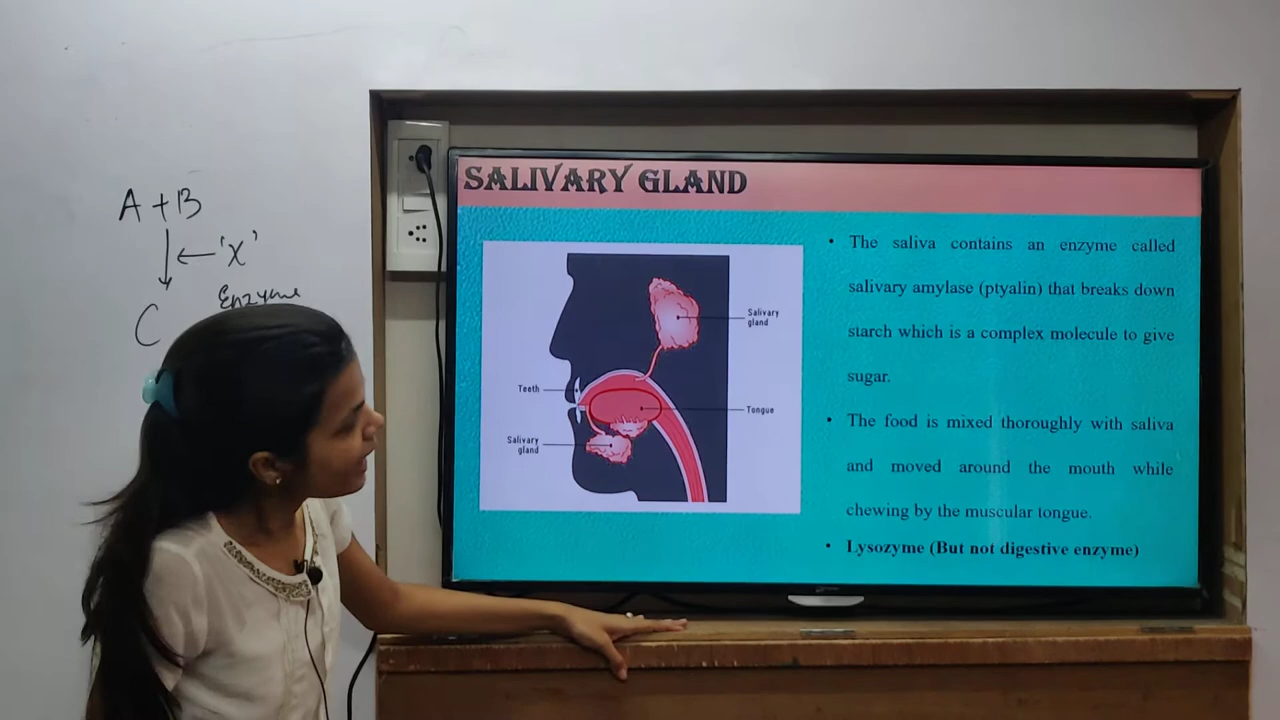 A + B
← 'X'
Enzyme
C
SALIVARY GLAND
Salivary
gland
Teeth
Tongue
Salivary
gland
• The saliva contains an enzyme called
salivary amylase (ptyalin) that breaks down
starch which is a complex molecule to give
sugar.
• The food is mixed thoroughly with saliva
and moved around the mouth while
chewing by the muscular tongue.
• Lysozyme (But not digestive enzyme)